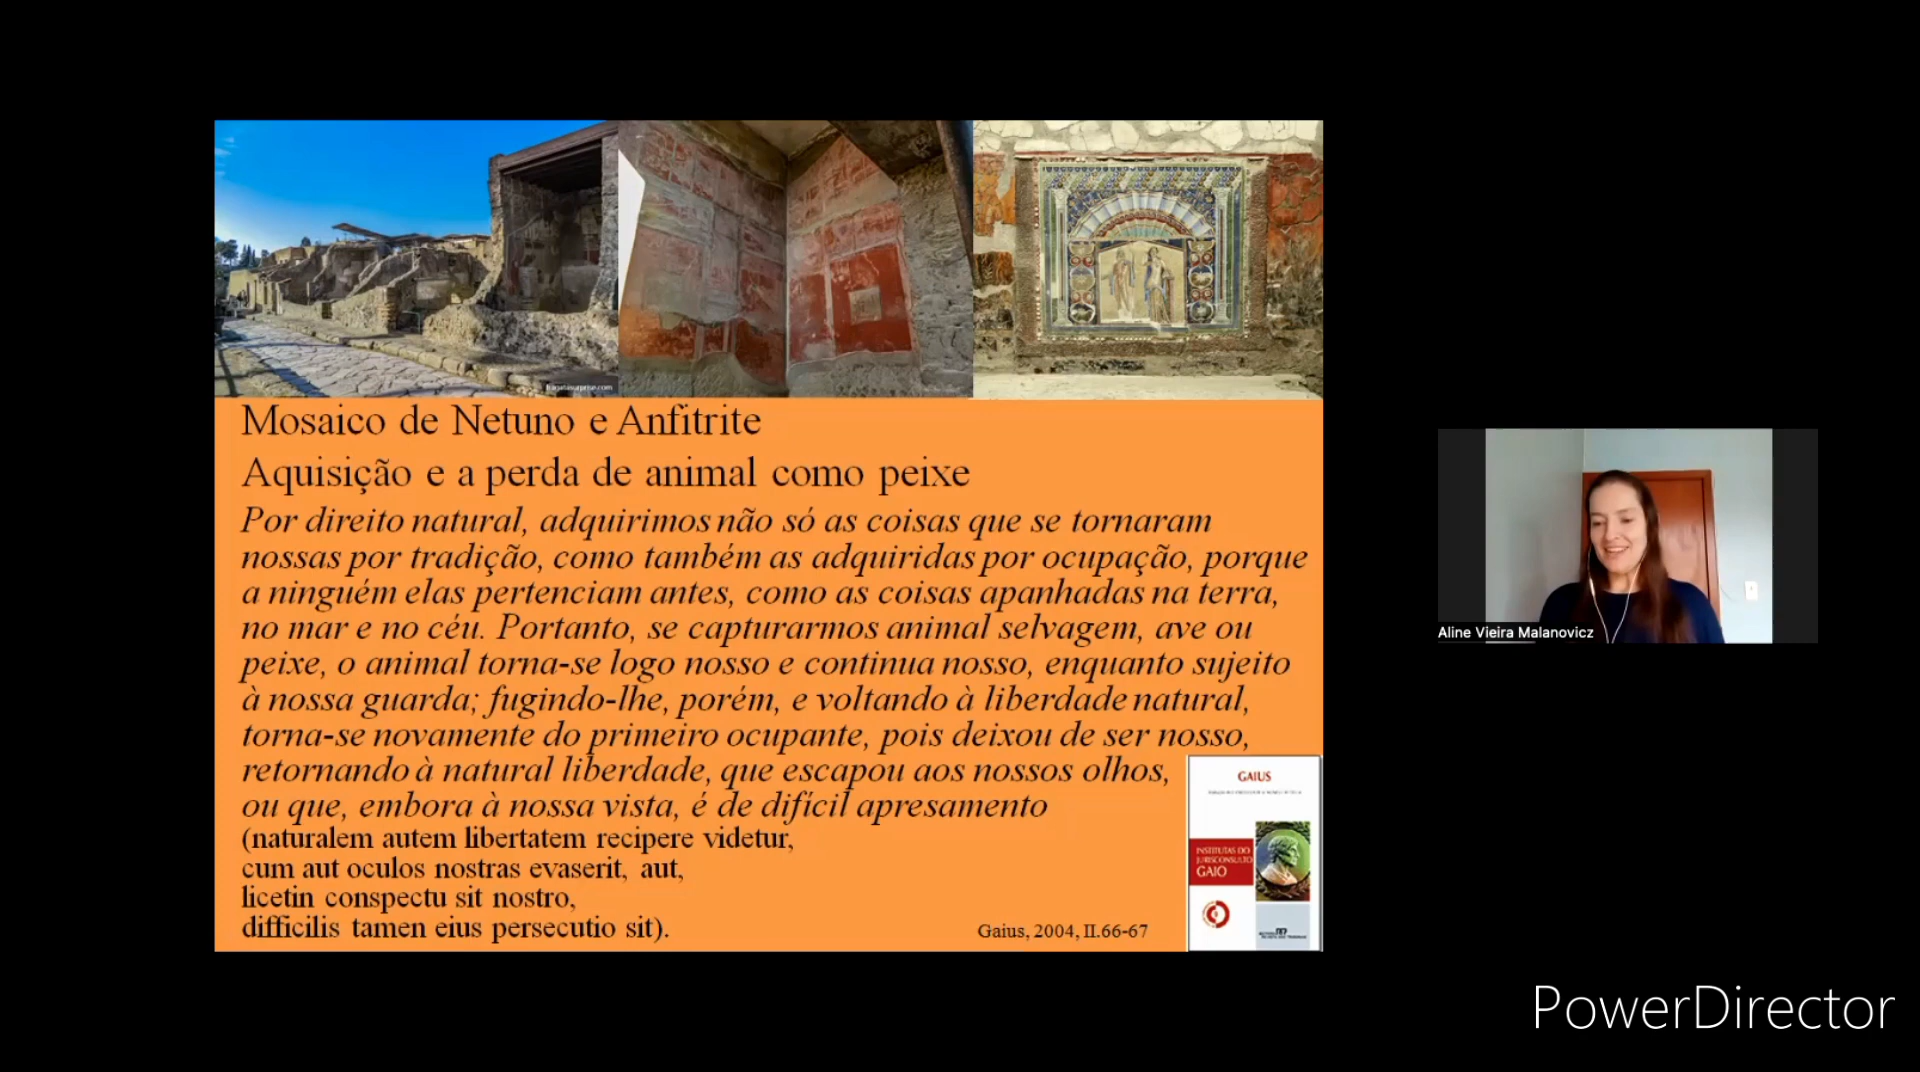 Mosaico de Netuno e Anfitrite
Aquisição e a perda de animal como peixe
Por direito natural, adquirimos não só as coisas que se tornaram
nossas por tradição, como também as adquiridas por ocupação, porque
a ninguém elas pertenciam antes, como as coisas apanhadas na terra,
no mar e no céu. Portanto, se capturarmos animal selvagem, ave ou
peixe, o animal torna-se logo nosso e continua nosso, enquanto sujeito
à nossa guarda; fugindo-lhe, porém, e voltando à liberdade natural,
torna-se novamente do primeiro ocupante, pois deixou de ser nosso,
retornando à natural liberdade, que escapou aos nossos olhos,
ou que, embora à nossa vista, é de difícil apresamento
(naturalem autem libertatem recipere videtur,
cum aut oculos nostras evaserit, aut,
licetin conspectu sit nostro,
difficilis tamen eius persecutio sit).
Gaius, 2004, II.66-67
GAIUS
INSTITUTAS DO
JURISCONSULTO
GAIO
Aline Vieira Malanovicz
PowerDirector